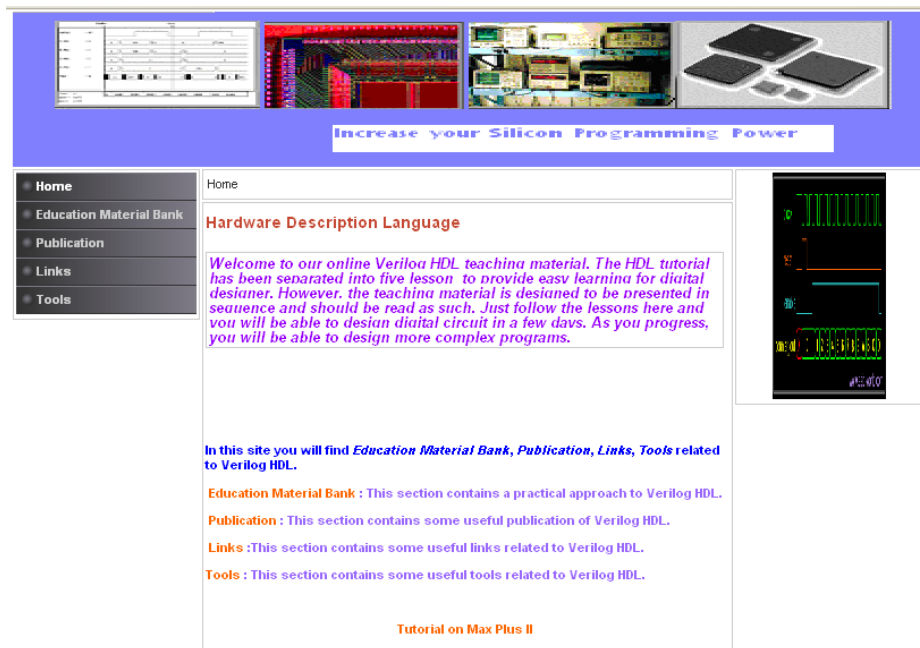 Increase your Silicon Programming Power
Home
Education Material Bank
Publication
Links
Tools
Home
Hardware Description Language
Welcome to our online Verilog HDL teaching material. The HDL tutorial
has been separated into five lesson to provide easy learning for digital
designer. However, the teaching material is designed to be presented in
sequence and should be read as such. Just follow the lessons here and
you will be able to design digital circuit in a few days. As you progress,
you will be able to design more complex programs.
In this site you will find Education Material Bank, Publication, Links, Tools related
to Verilog HDL.
Education Material Bank : This section contains a practical approach to Verilog HDL.
Publication : This section contains some useful publication of Verilog HDL.
Links :This section contains some useful links related to Verilog HDL.
Tools : This section contains some useful tools related to Verilog HDL.
Tutorial on Max Plus II